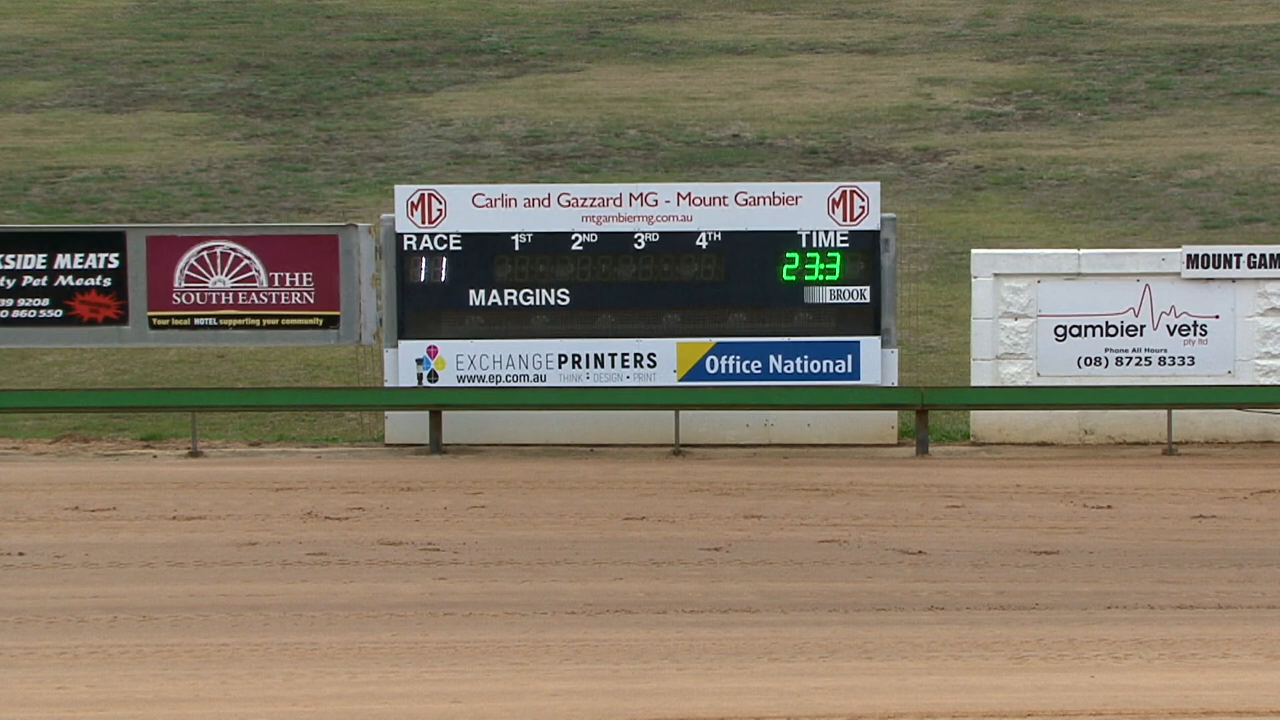 MG Carlin and Gazzard MG - Mount Gambier MG
mtgambiermg.com.au
RACE 1ST 2ND 3RD 4TH TIME
11 23:3
MARGINS BROOK
EXCHANGEPRINTERS
www.ep.com.au THINK • DESIGN • PRINT
Office National
KSIDE MEATS
ty Pet Meats
39 9208
0 860 550
THE
SOUTH EASTERN
Your local HOTEL supporting your community
MOUNT GAM
gambier vets
pty ltd
Phone All Hours
(08) 8725 8333